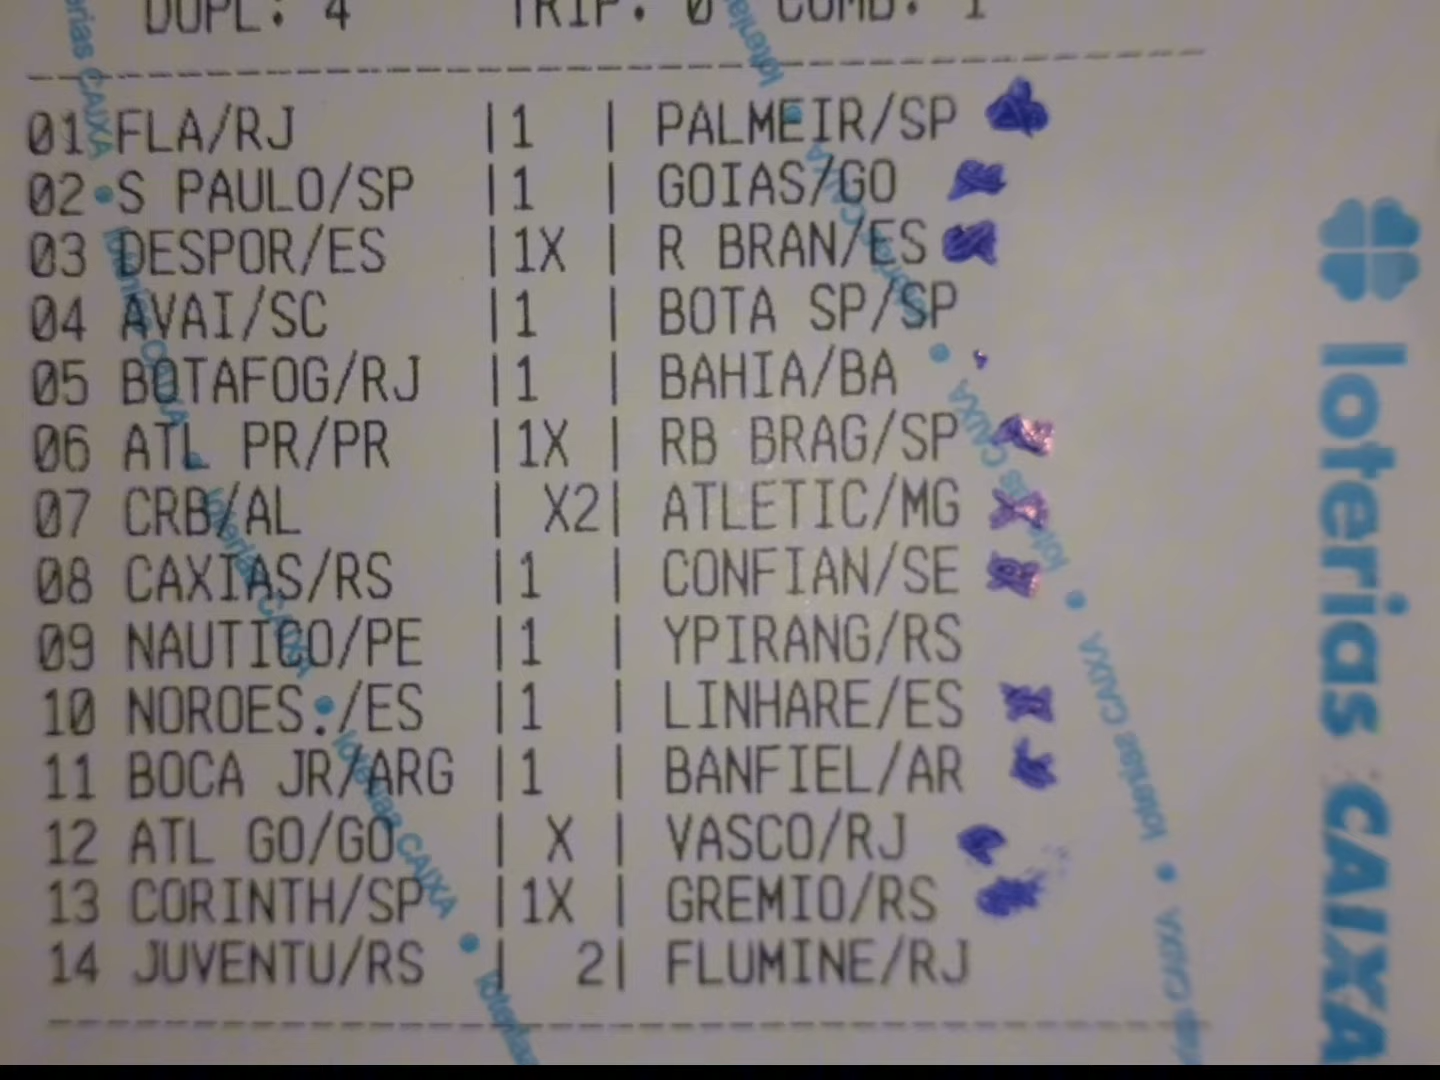 DUPL: 4 TRIP: 0 COMB: 1
01 FLA/RJ |1 | PALMEIR/SP
02 S PAULO/SP |1 | GOIAS/GO
03 DESPOR/ES |1X | R BRAN/ES
04 AVAI/SC |1 | BOTA SP/SP
05 BOTAFOG/RJ |1 | BAHIA/BA
06 ATL PR/PR |1X | RB BRAG/SP
07 CRB/AL | X2| ATLETIC/MG
08 CAXIAS/RS |1 | CONFIAN/SE
09 NAUTICO/PE |1 | YPIRANG/RS
10 NOROES./ES |1 | LINHARE/ES
11 BOCA JR/ARG |1 | BANFIEL/AR
12 ATL GO/GO | X | VASCO/RJ
13 CORINTH/SP |1X | GREMIO/RS
14 JUVENTU/RS | 2| FLUMINE/RJ
loterias CAIXA